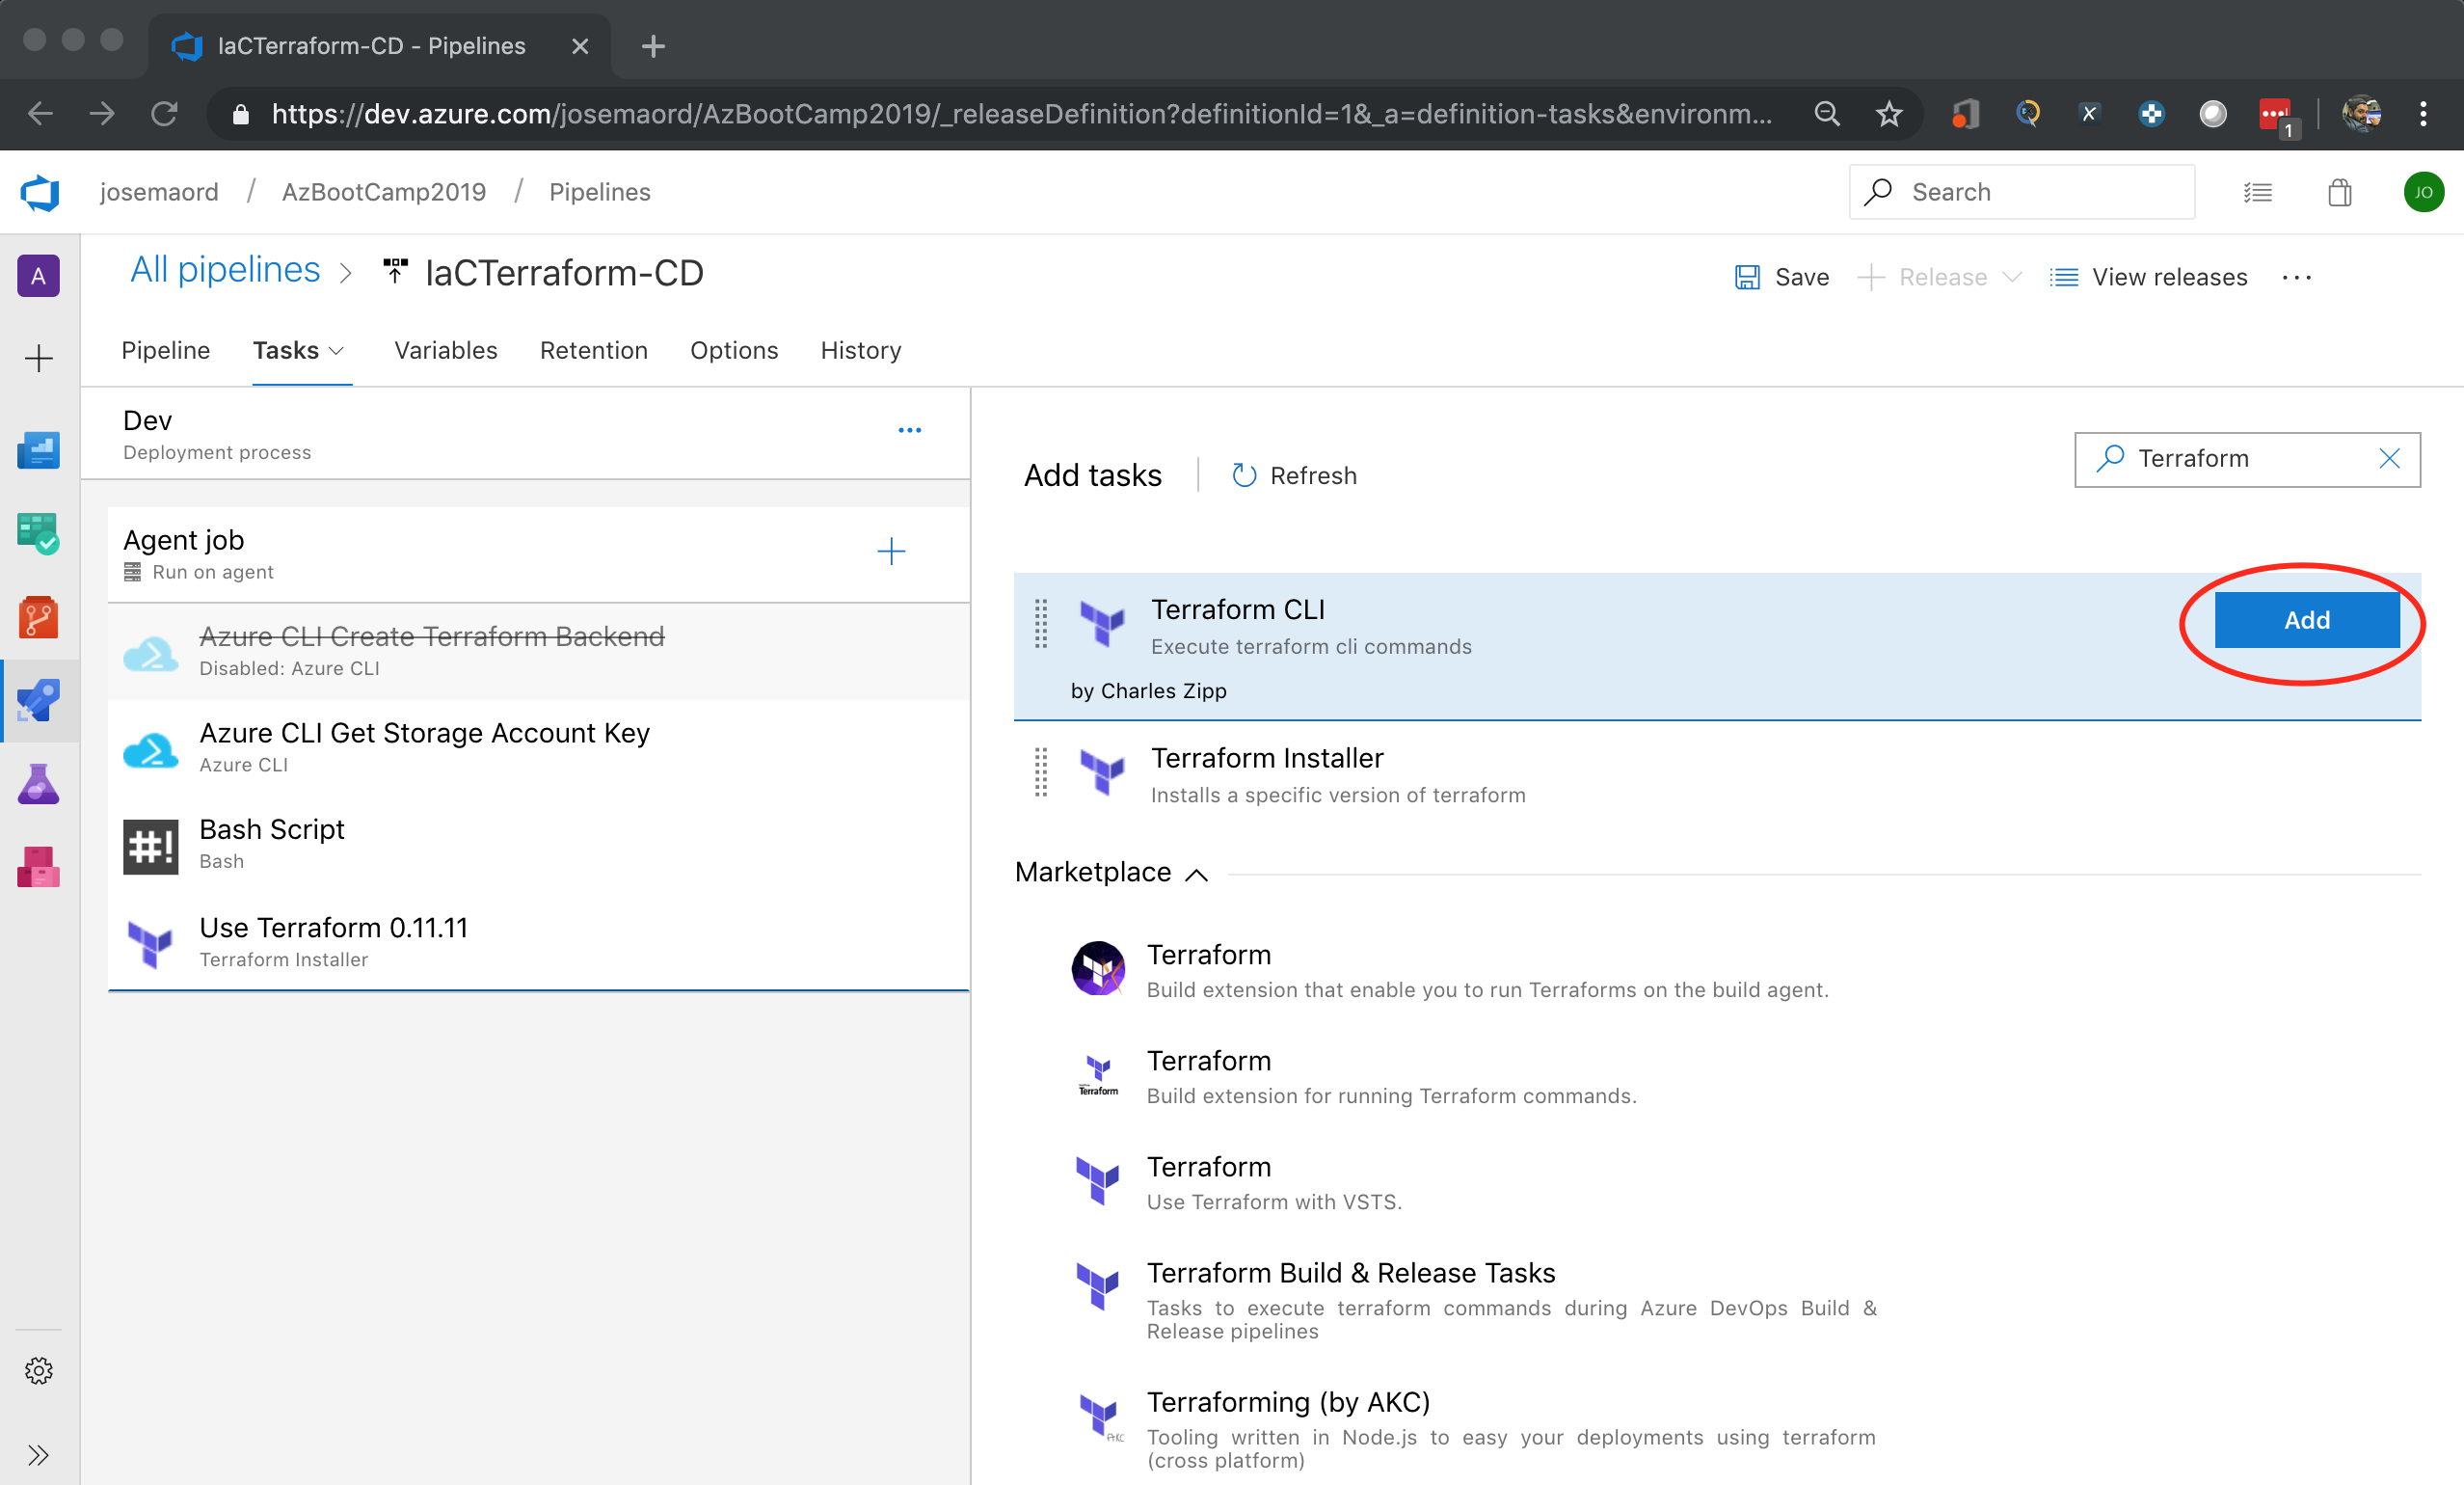 IaCTerraform-CD - Pipelines
https://dev.azure.com/josemaord/AzBootCamp2019/_releaseDefinition?definitionId=1&_a=definition-tasks&environm...
1
josemaord / AzBootCamp2019 / Pipelines
Search
JO
A
All pipelines
IaCTerraform-CD
Save
Release
View releases
Pipeline
Tasks
Variables
Retention
Options
History
Dev
Deployment process
Agent job
Run on agent
Azure CLI Create Terraform Backend
Disabled: Azure CLI
Azure CLI Get Storage Account Key
Azure CLI
#!
Bash Script
Bash
Use Terraform 0.11.11
Terraform Installer
Add tasks
Refresh
Terraform
Terraform CLI
Execute terraform cli commands
by Charles Zipp
Add
Terraform Installer
Installs a specific version of terraform
Marketplace
Terraform
Build extension that enable you to run Terraforms on the build agent.
Terraform
Terraform
Build extension for running Terraform commands.
Terraform
Use Terraform with VSTS.
Terraform Build & Release Tasks
Tasks to execute terraform commands during Azure DevOps Build &
Release pipelines
Terraforming (by AKC)
AKC
Tooling written in Node.js to easy your deployments using terraform
(cross platform)